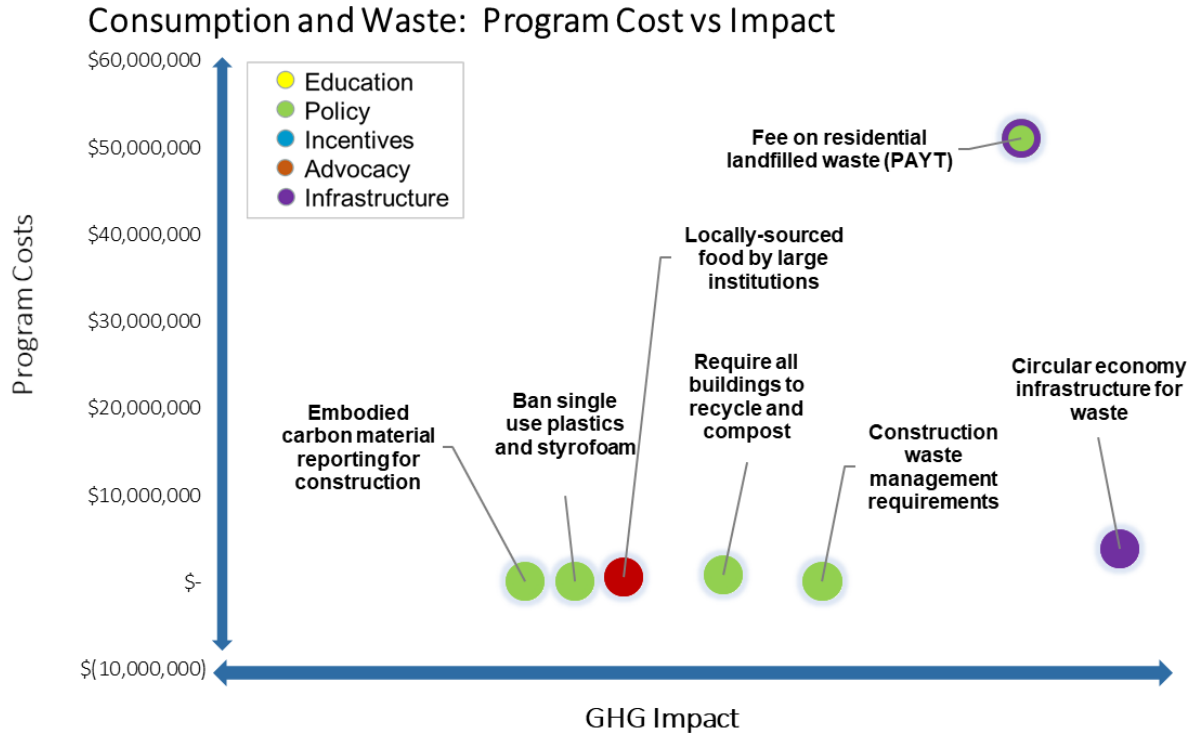 Consumption and Waste: Program Cost vs Impact
$60,000,000
$50,000,000
$40,000,000
$30,000,000
$20,000,000
$10,000,000
$-
$(10,000,000)
Program Costs
Education
Policy
Incentives
Advocacy
Infrastructure
Fee on residential
landfilled waste (PAYT)
Locally-sourced
food by large
institutions
Embodied
carbon material
reporting for
construction
Ban single
use plastics
and styrofoam
Require all
buildings to
recycle and
compost
Construction
waste
management
requirements
Circular economy
infrastructure for
waste
GHG Impact